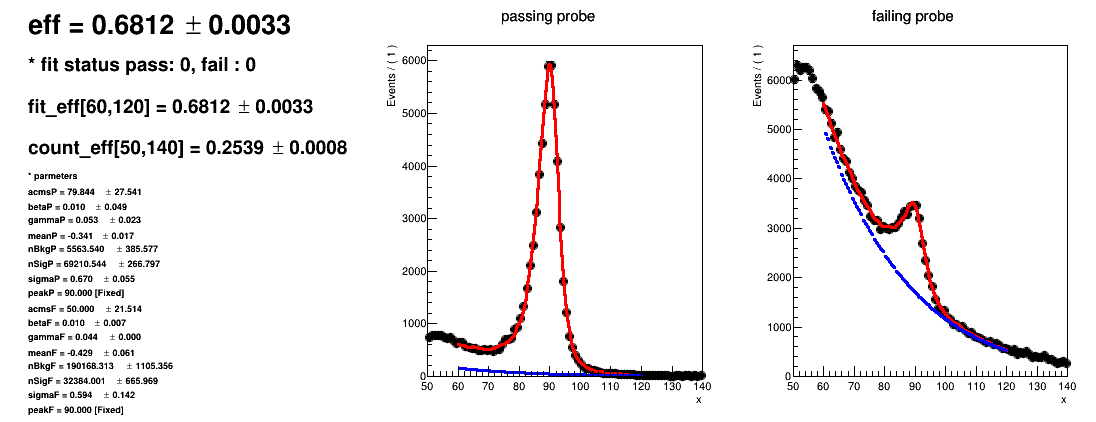 eff = 0.6812 ± 0.0033
* fit status pass: 0, fail : 0
fit_eff[60,120] = 0.6812 ± 0.0033
count_eff[50,140] = 0.2539 ± 0.0008
* parmeters
acmsP = 79.844 ± 27.541
betaP = 0.010 ± 0.049
gammaP = 0.053 ± 0.023
meanP = -0.341 ± 0.017
nBkgP = 5563.540 ± 385.577
nSigP = 69210.544 ± 266.797
sigmaP = 0.670 ± 0.055
peakP = 90.000 [Fixed]
acmsF = 50.000 ± 21.514
betaF = 0.010 ± 0.007
gammaF = 0.044 ± 0.000
meanF = -0.429 ± 0.061
nBkgF = 190168.313 ± 1105.356
nSigF = 32384.001 ± 665.969
sigmaF = 0.594 ± 0.142
peakF = 90.000 [Fixed]
passing probe
Events / ( 1 )
6000
5000
4000
3000
2000
1000
0
50 60 70 80 90 100 110 120 130 140
x
failing probe
Events / ( 1 )
6000
5000
4000
3000
2000
1000
0
50 60 70 80 90 100 110 120 130 140
x